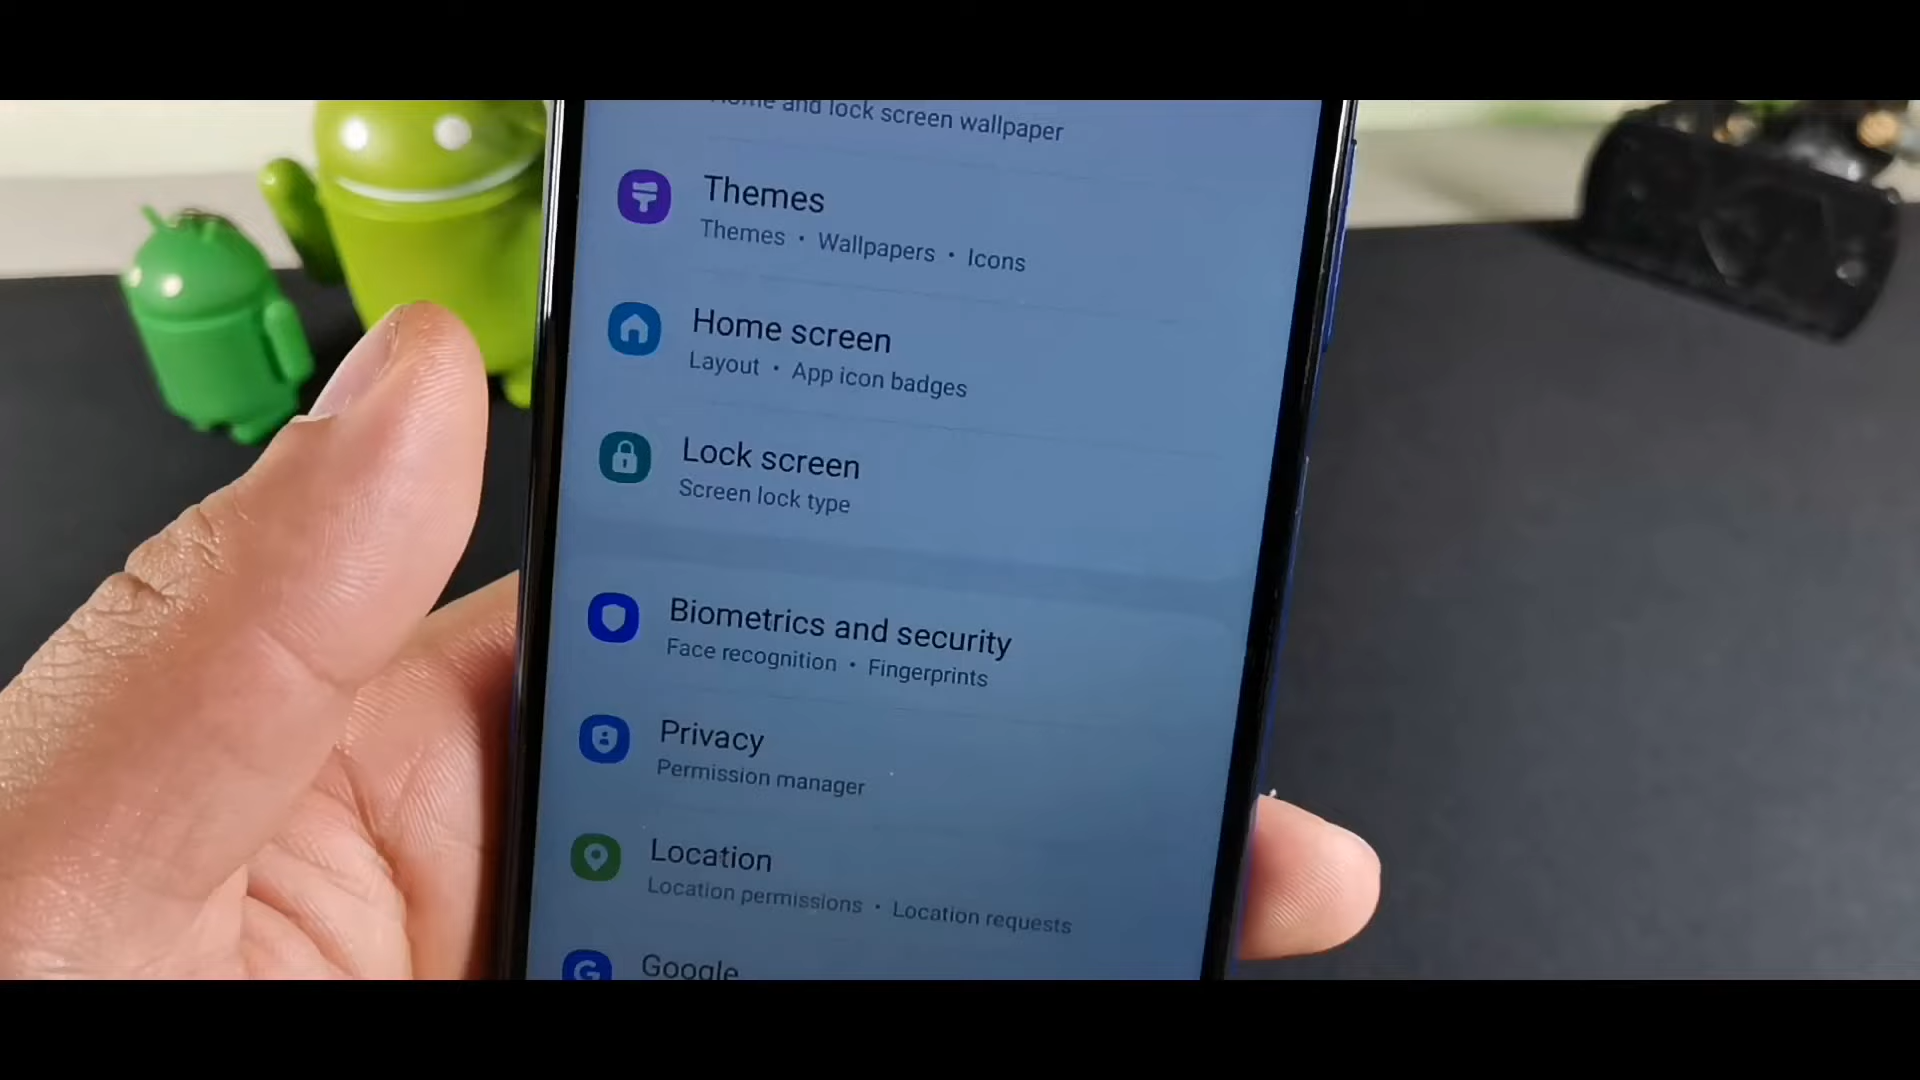 Home and lock screen wallpaper
Themes
Themes • Wallpapers • Icons
Home screen
Layout • App icon badges
Lock screen
Screen lock type
Biometrics and security
Face recognition • Fingerprints
Privacy
Permission manager
Location
Location permissions • Location requests
Google